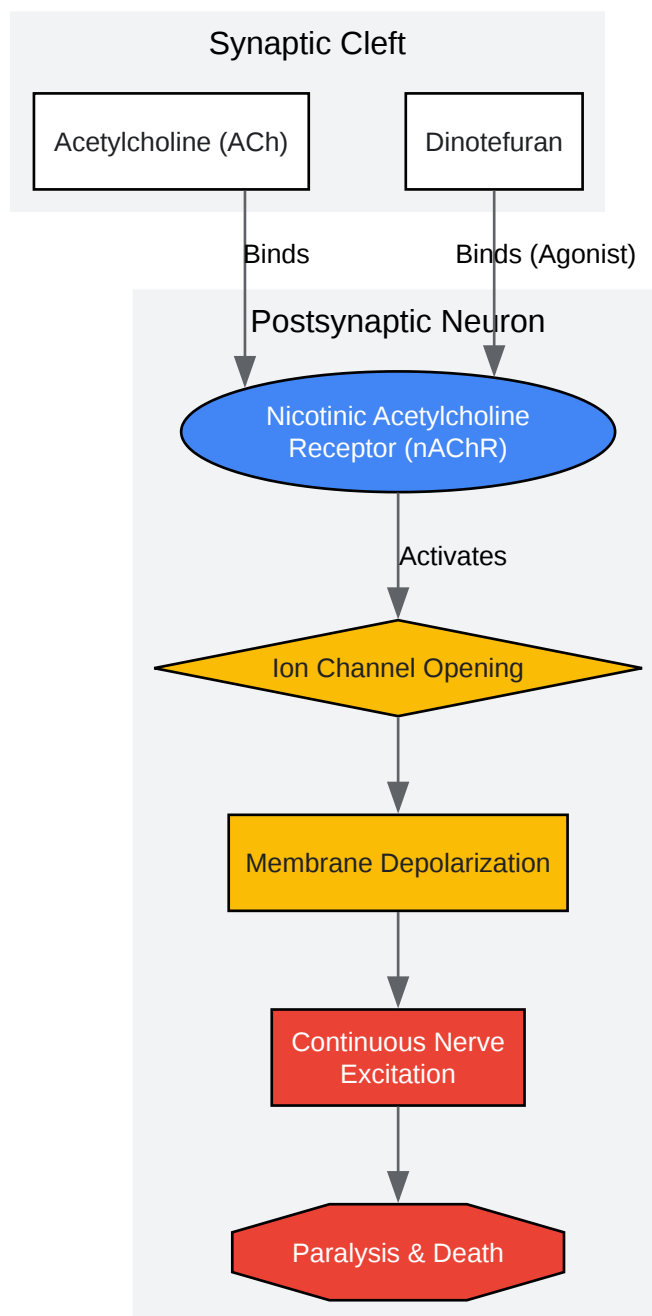 Synaptic Cleft
Acetylcholine (ACh)
Dinotefuran
Binds
Binds (Agonist)
Postsynaptic Neuron
Nicotinic Acetylcholine
Receptor (nAChR)
Activates
Ion Channel Opening
Membrane Depolarization
Continuous Nerve
Excitation
Paralysis & Death